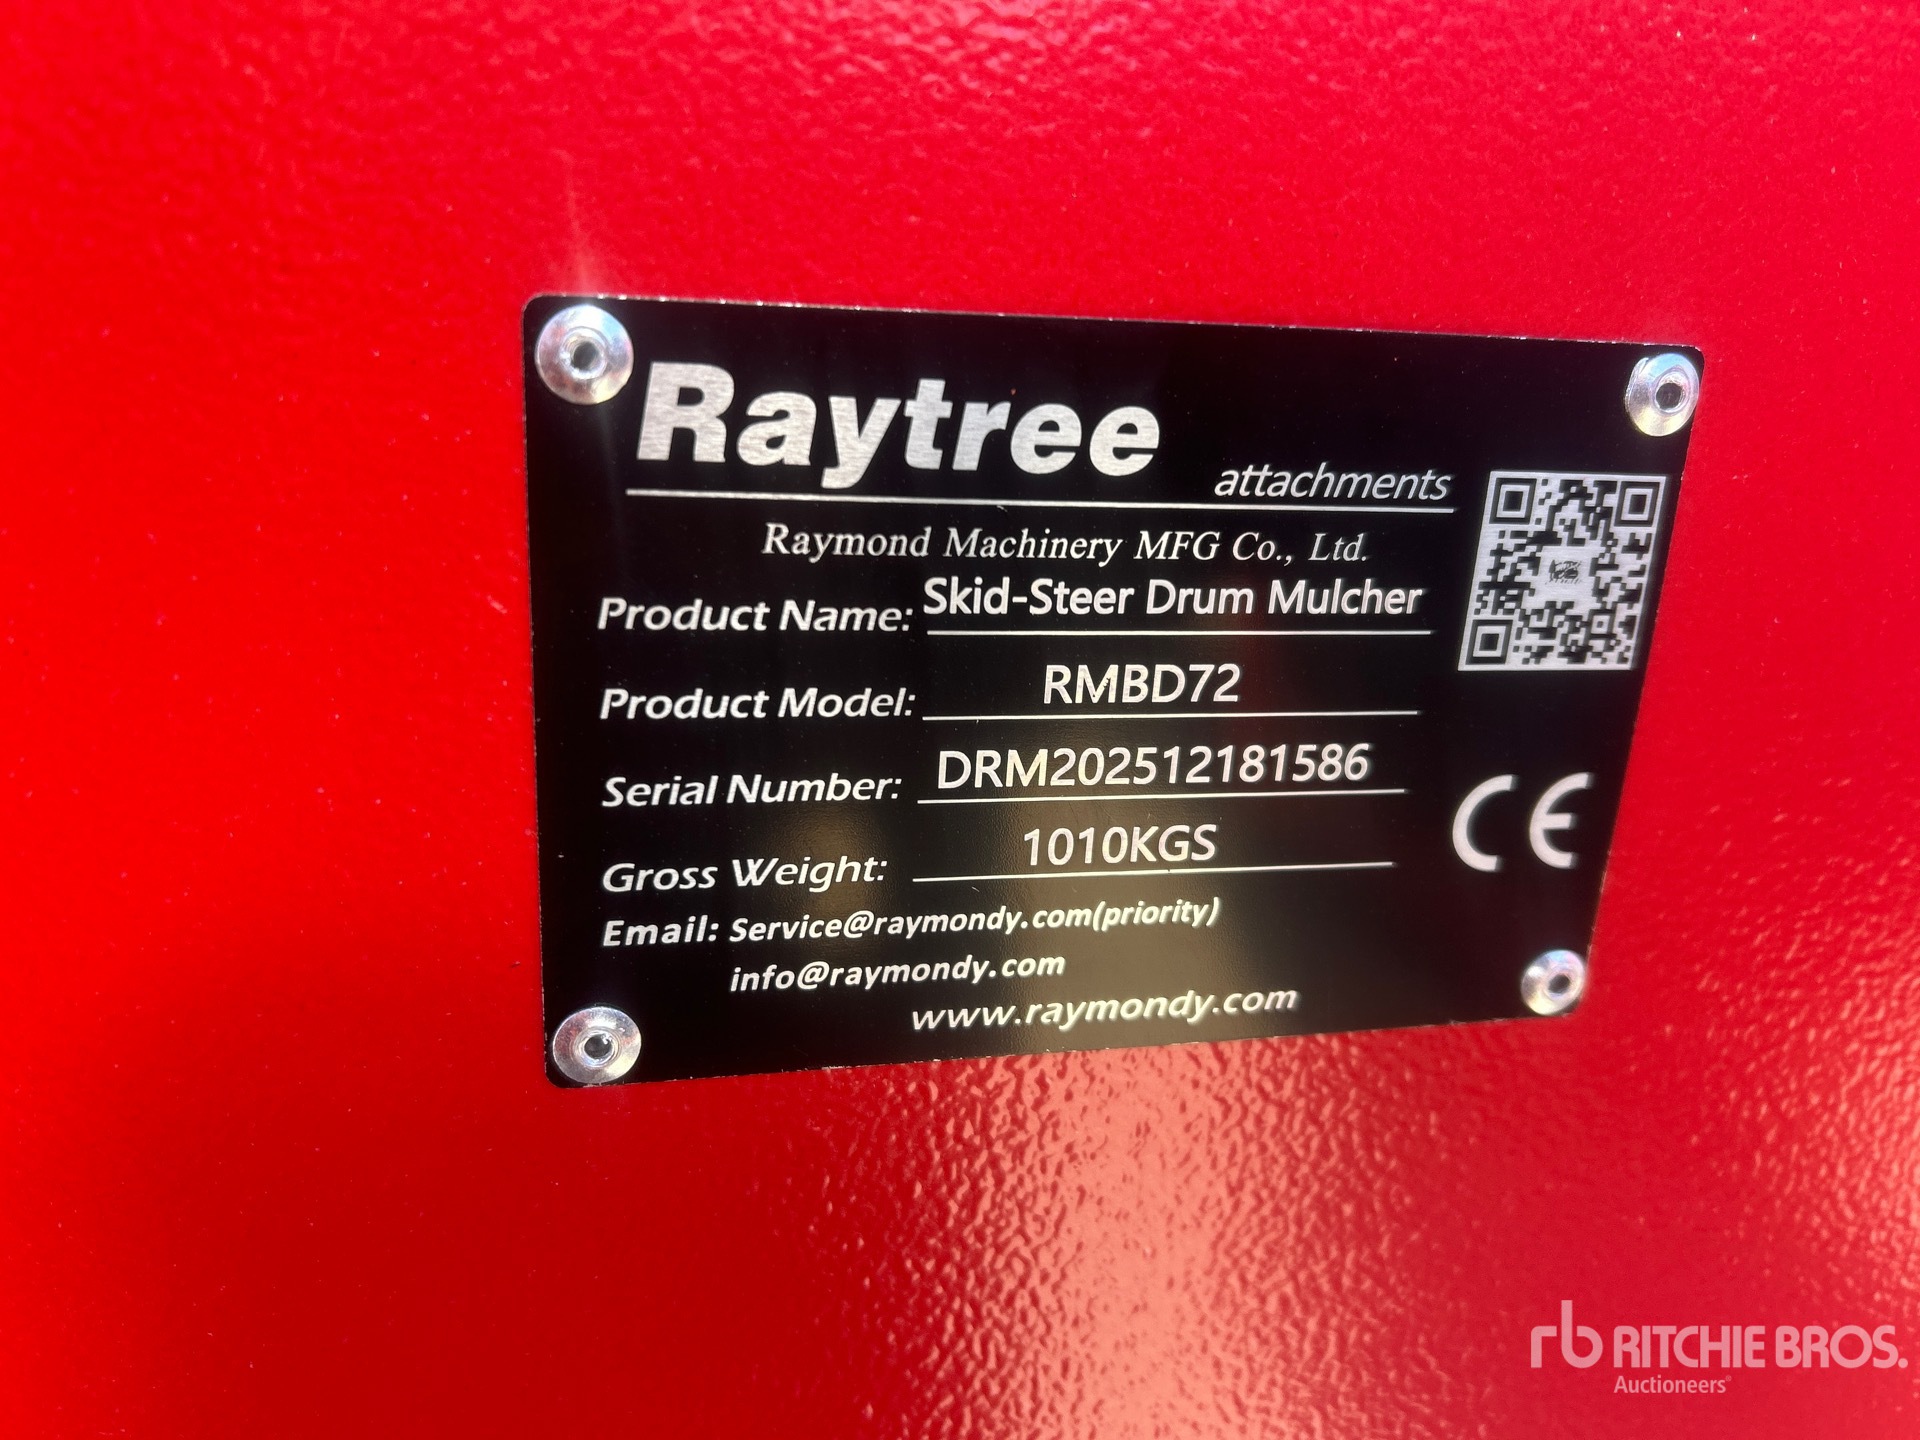 Raytree
attachments
Raymond Machinery MFG Co., Ltd.
Product Name: Skid-Steer Drum Mulcher
Product Model: RMBD72
Serial Number: DRM202512181586
Gross Weight: 1010KGS
CE
Email: Service@raymondy.com(priority)
info@raymondy.com
www.raymondy.com
rb RITCHIE BROS.
Auctioneers